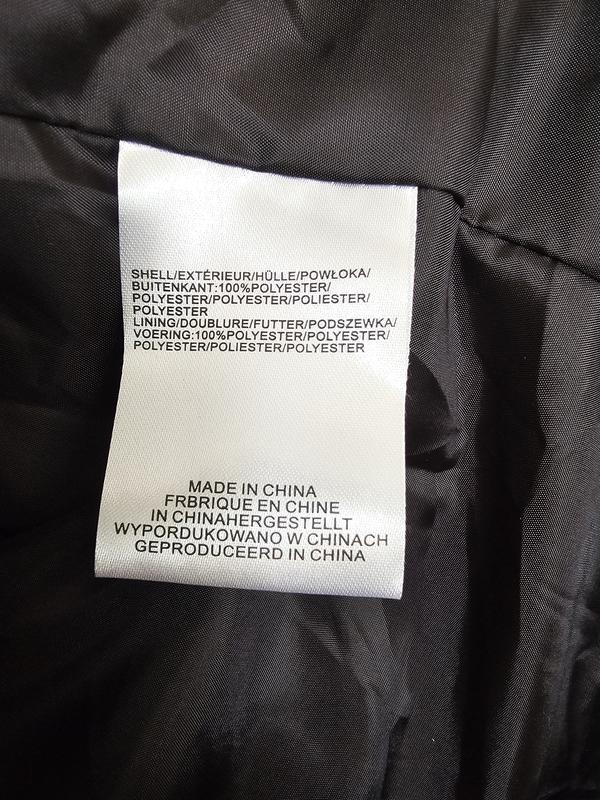 SHELL/EXTÉRIEUR/HÜLLE/POWŁOKA/
BUITENKANT:100%POLYESTER/
POLYESTER/POLYESTER/POLIESTER/
POLYESTER
LINING/DOUBLURE/FUTTER/PODSZEWKA/
VOERING:100%POLYESTER/POLYESTER/
POLYESTER/POLIESTER/POLYESTER
MADE IN CHINA
FRBRIQUE EN CHINE
IN CHINAHERGESTELLT
WYPORDUKOWANO W CHINACH
GEPRODUCEERD IN CHINA